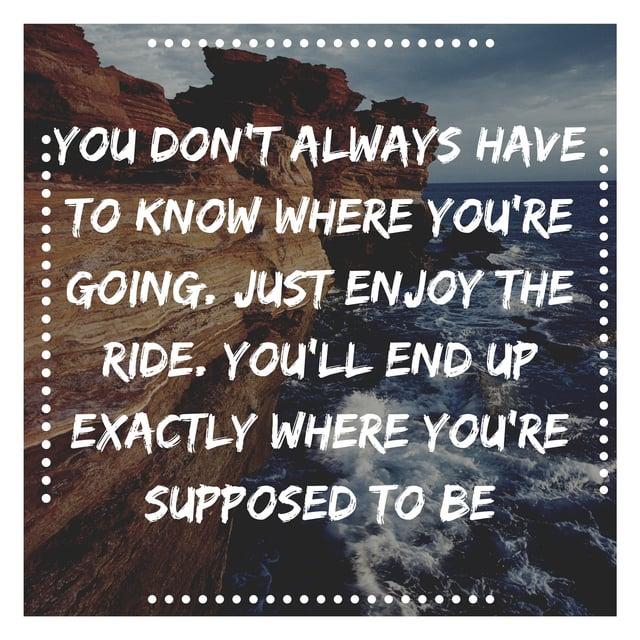 YOU DON'T ALWAYS HAVE
TO KNOW WHERE YOU'RE
GOING. JUST ENJOY THE
RIDE. YOU'LL END UP
EXACTLY WHERE YOU'RE
SUPPOSED TO BE